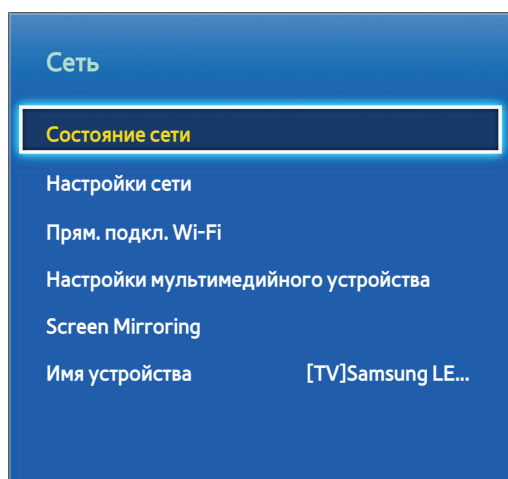 Сеть
Состояние сети
Настройки сети
Прям. подкл. Wi-Fi
Настройки мультимедийного устройства
Screen Mirroring
Имя устройства [TV]Samsung LE...